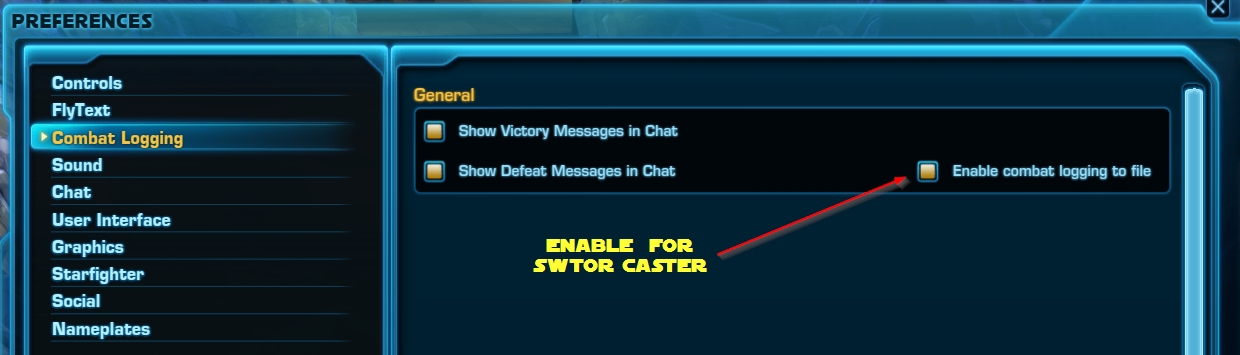 PREFERENCES
Controls
FlyText
Combat Logging
Sound
Chat
User Interface
Graphics
Starfighter
Social
Nameplates
General
Show Victory Messages in Chat
Show Defeat Messages in Chat
Enable combat logging to file
ENABLE FOR
SWTOR CASTER